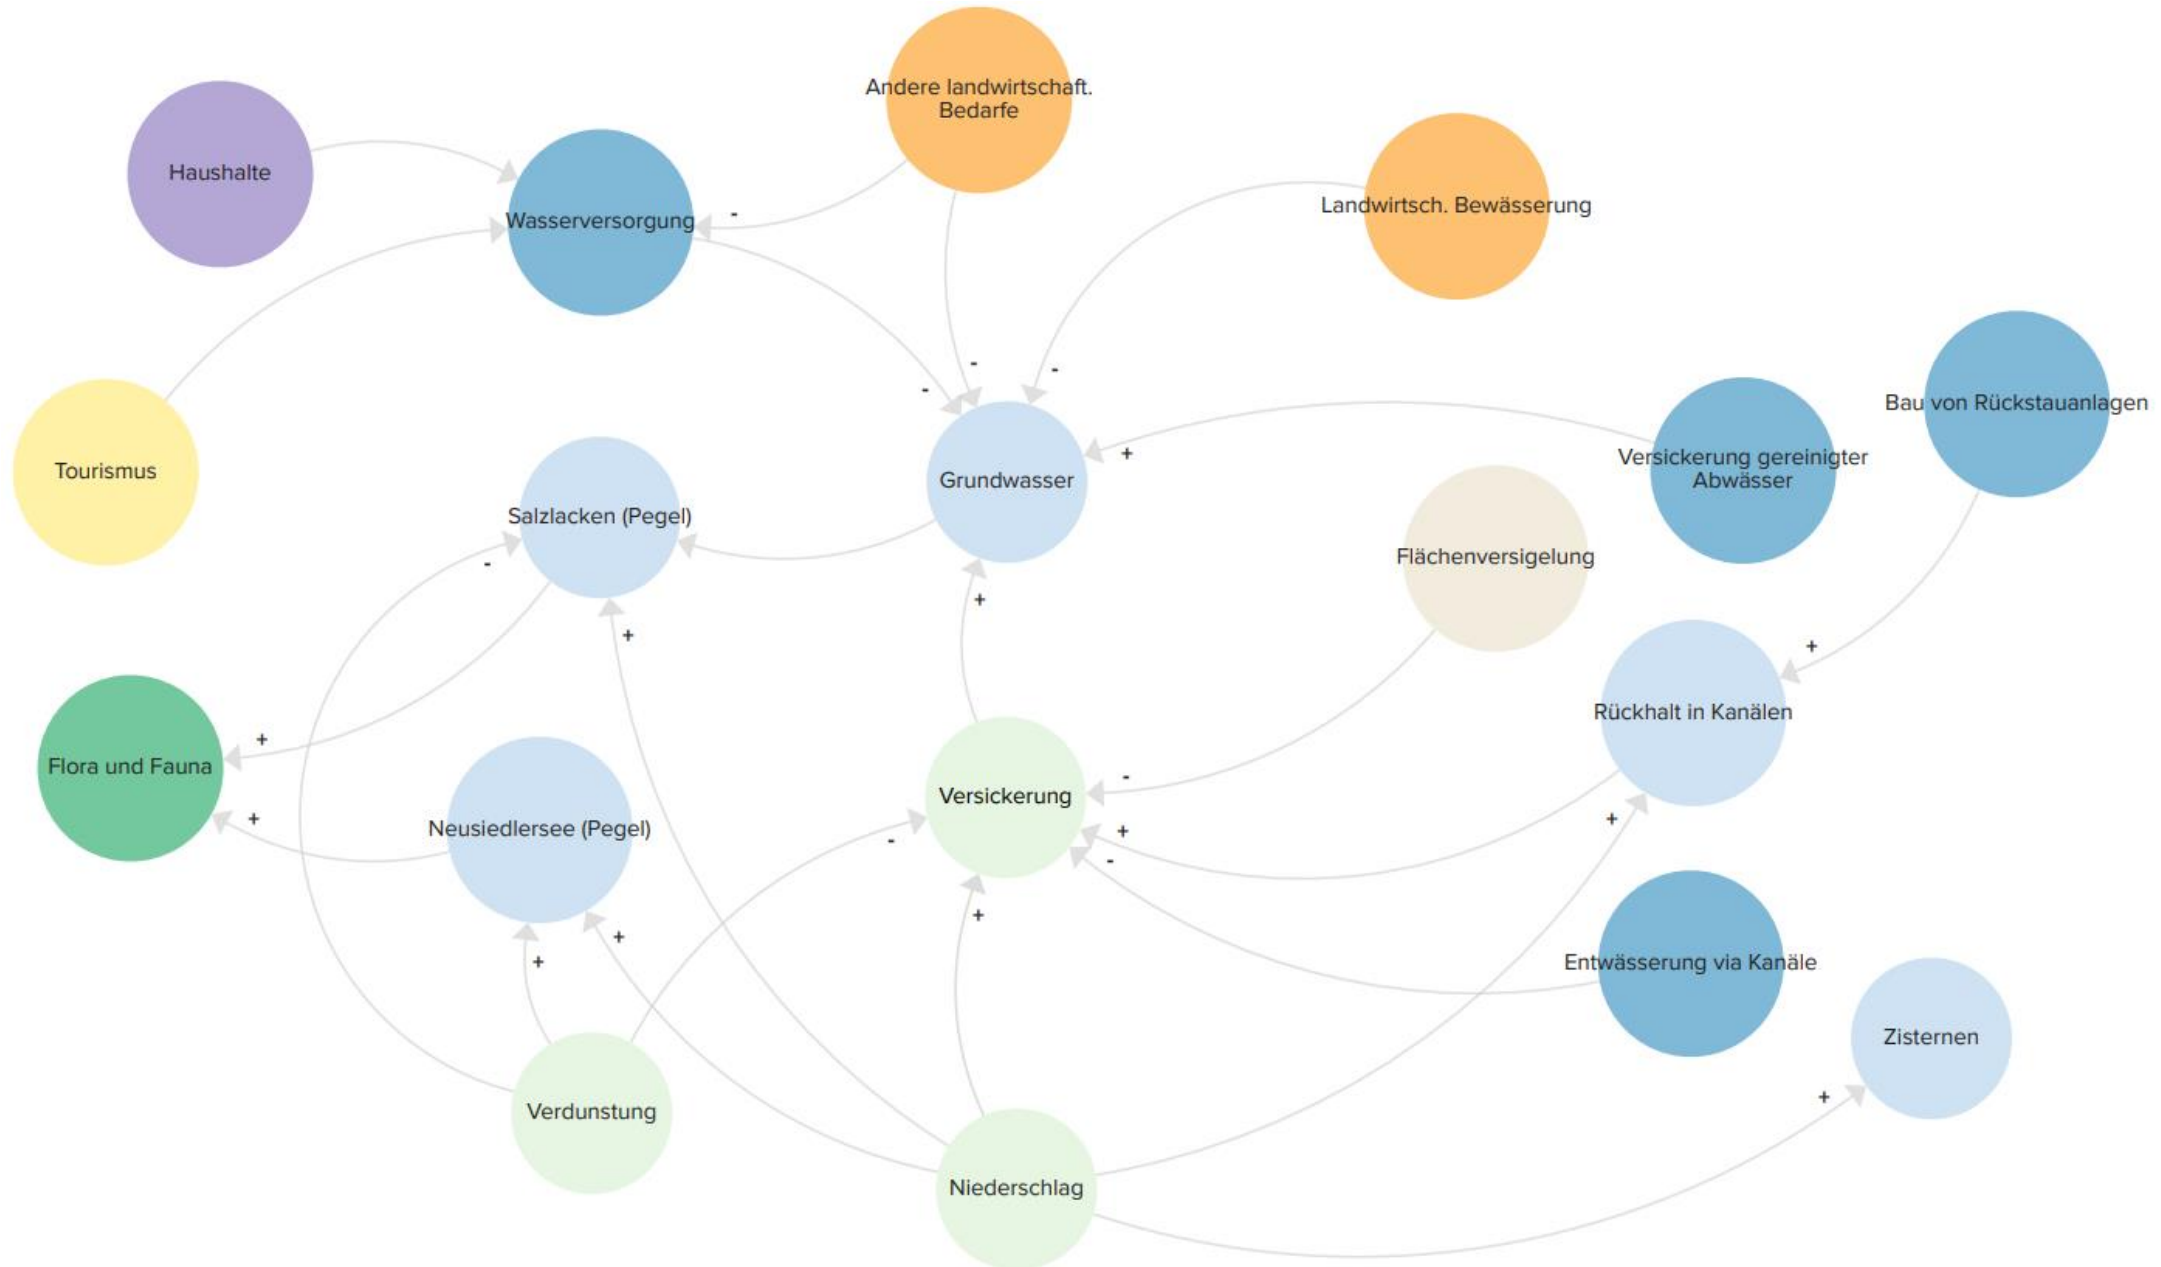 Andere landwirtschaft.
Bedarfe
Haushalte
Landwirtsch. Bewässerung
-
Wasserversorgung
-
-
-
Bau von Rückstauanlagen
+
Versickerung gereinigter
Abwässer
Tourismus
Grundwasser
Salzlacken (Pegel)
-
Flächenversigelung
+
+
+
Rückhalt in Kanälen
+
Flora und Fauna
-
Versickerung
+
Neusiedlersee (Pegel)
+
+
-
-
+
+
+
Entwässerung via Kanäle
Zisternen
+
Verdunstung
Niederschlag